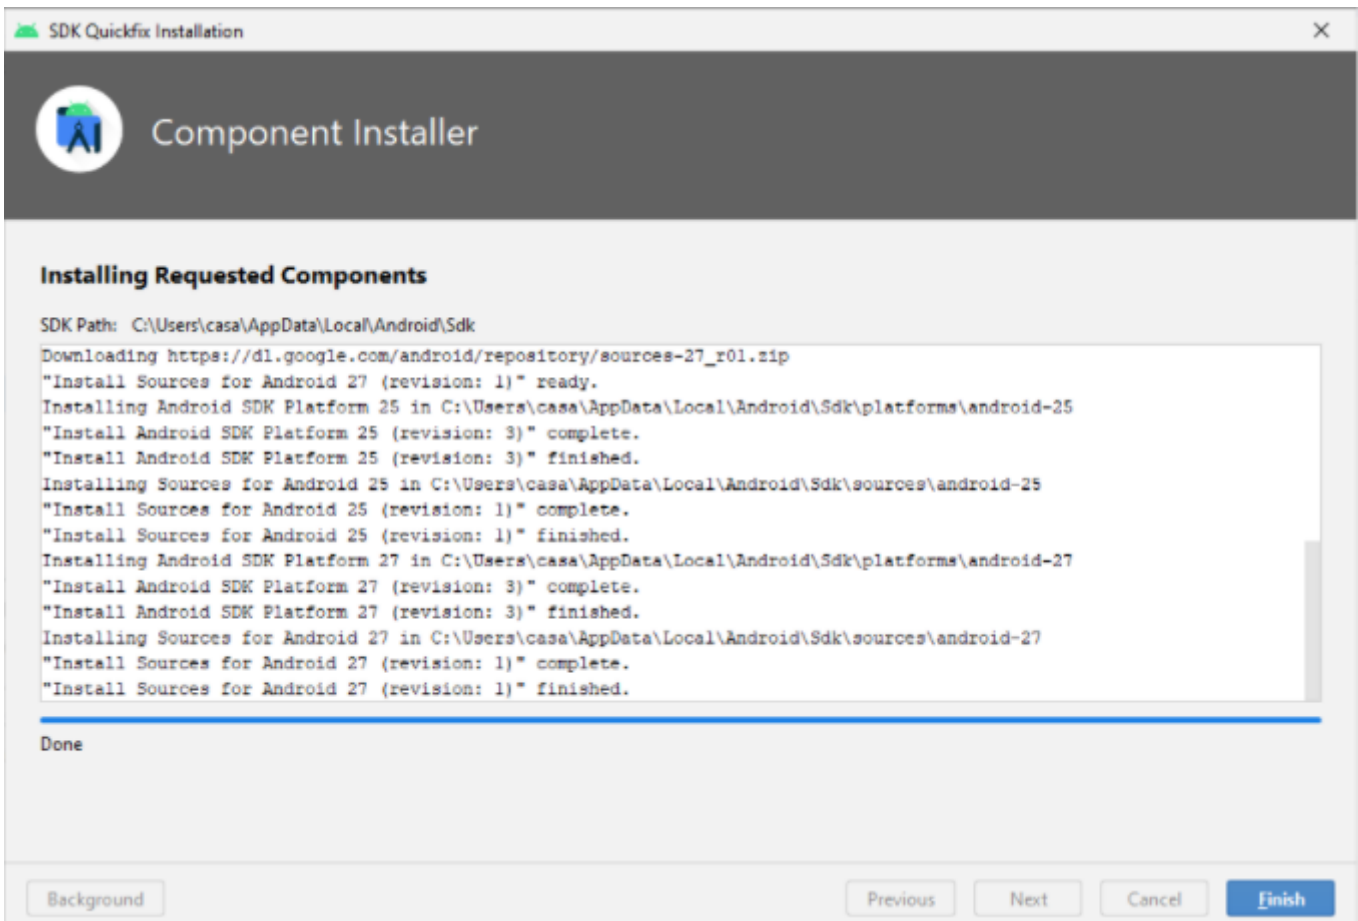 SDK Quickfix Installation
Component Installer
Installing Requested Components
SDK Path: C:\Users\casa\AppData\Local\Android\Sdk
Downloading https://dl.google.com/android/repository/sources-27_r01.zip
"Install Sources for Android 27 (revision: 1)" ready.
Installing Android SDK Platform 25 in C:\Users\casa\AppData\Local\Android\Sdk\platforms\android-25
"Install Android SDK Platform 25 (revision: 3)" complete.
"Install Android SDK Platform 25 (revision: 3)" finished.
Installing Sources for Android 25 in C:\Users\casa\AppData\Local\Android\Sdk\sources\android-25
"Install Sources for Android 25 (revision: 1)" complete.
"Install Sources for Android 25 (revision: 1)" finished.
Installing Android SDK Platform 27 in C:\Users\casa\AppData\Local\Android\Sdk\platforms\android-27
"Install Android SDK Platform 27 (revision: 3)" complete.
"Install Android SDK Platform 27 (revision: 3)" finished.
Installing Sources for Android 27 in C:\Users\casa\AppData\Local\Android\Sdk\sources\android-27
"Install Sources for Android 27 (revision: 1)" complete.
"Install Sources for Android 27 (revision: 1)" finished.
Done
Background Previous Next Cancel Finish